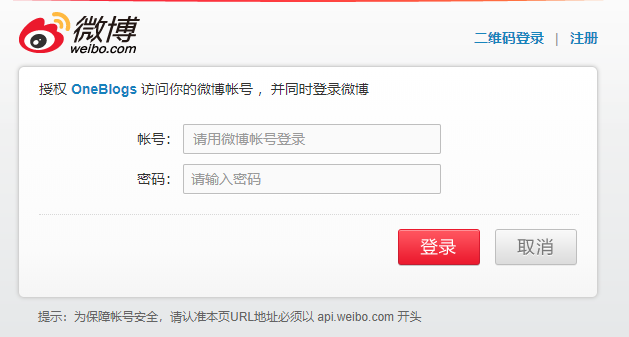 微博
weibo.com
二维码登录 | 注册
授权 OneBlogs 访问你的微博帐号 ，并同时登录微博
帐号： 请用微博帐号登录
密码： 请输入密码
登录 取消
提示：为保障帐号安全，请认准本页URL地址必须以 api.weibo.com 开头